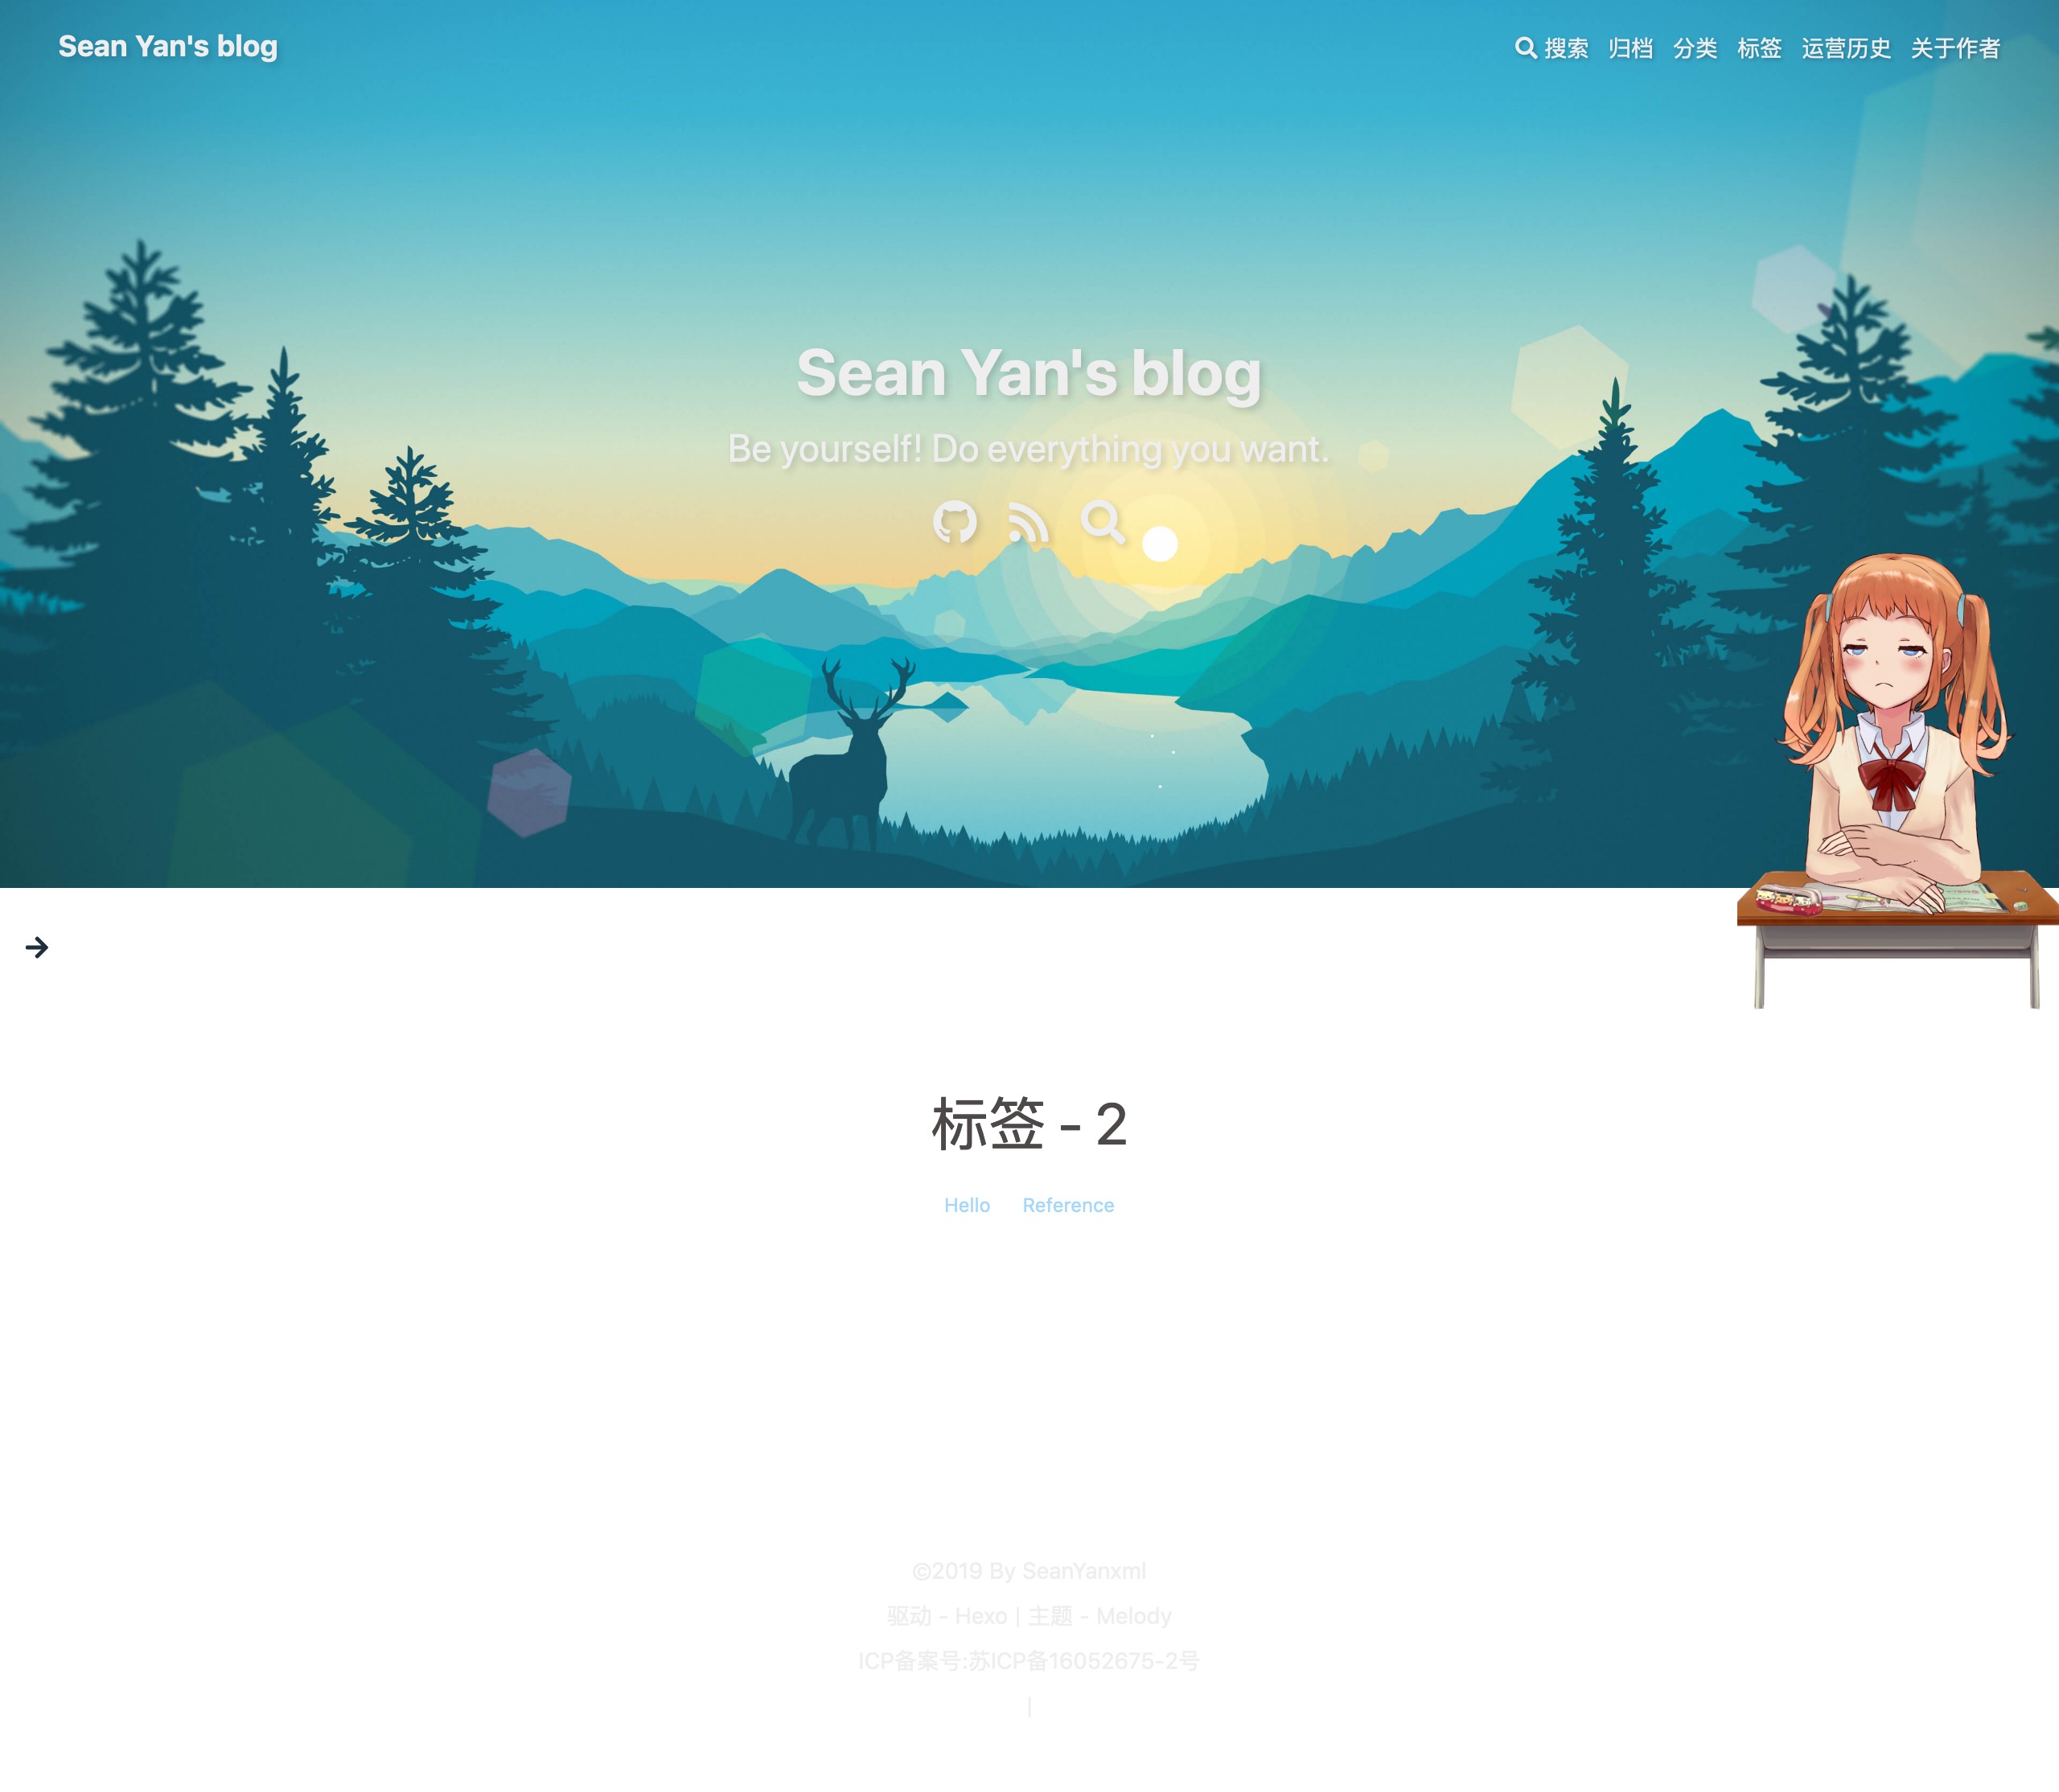 Sean Yan's blog
搜索 归档 分类 标签 运营历史 关于作者
Sean Yan's blog
Be yourself! Do everything you want.
标签 - 2
Hello Reference
©2019 By SeanYanxml
驱动 - Hexo | 主题 - Melody
ICP备案号:苏ICP备16052675-2号
|